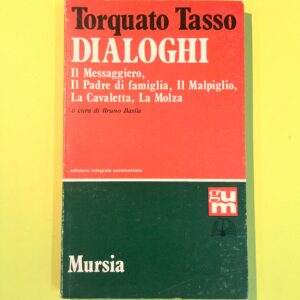 Torquato Tasso
DIALOGHI
Il Messaggiero,
Il Padre di famiglia, Il Malpiglio,
La Cavaletta, La Molza
a cura di Bruno Basile
edizione integrale commentata
gum
Mursia